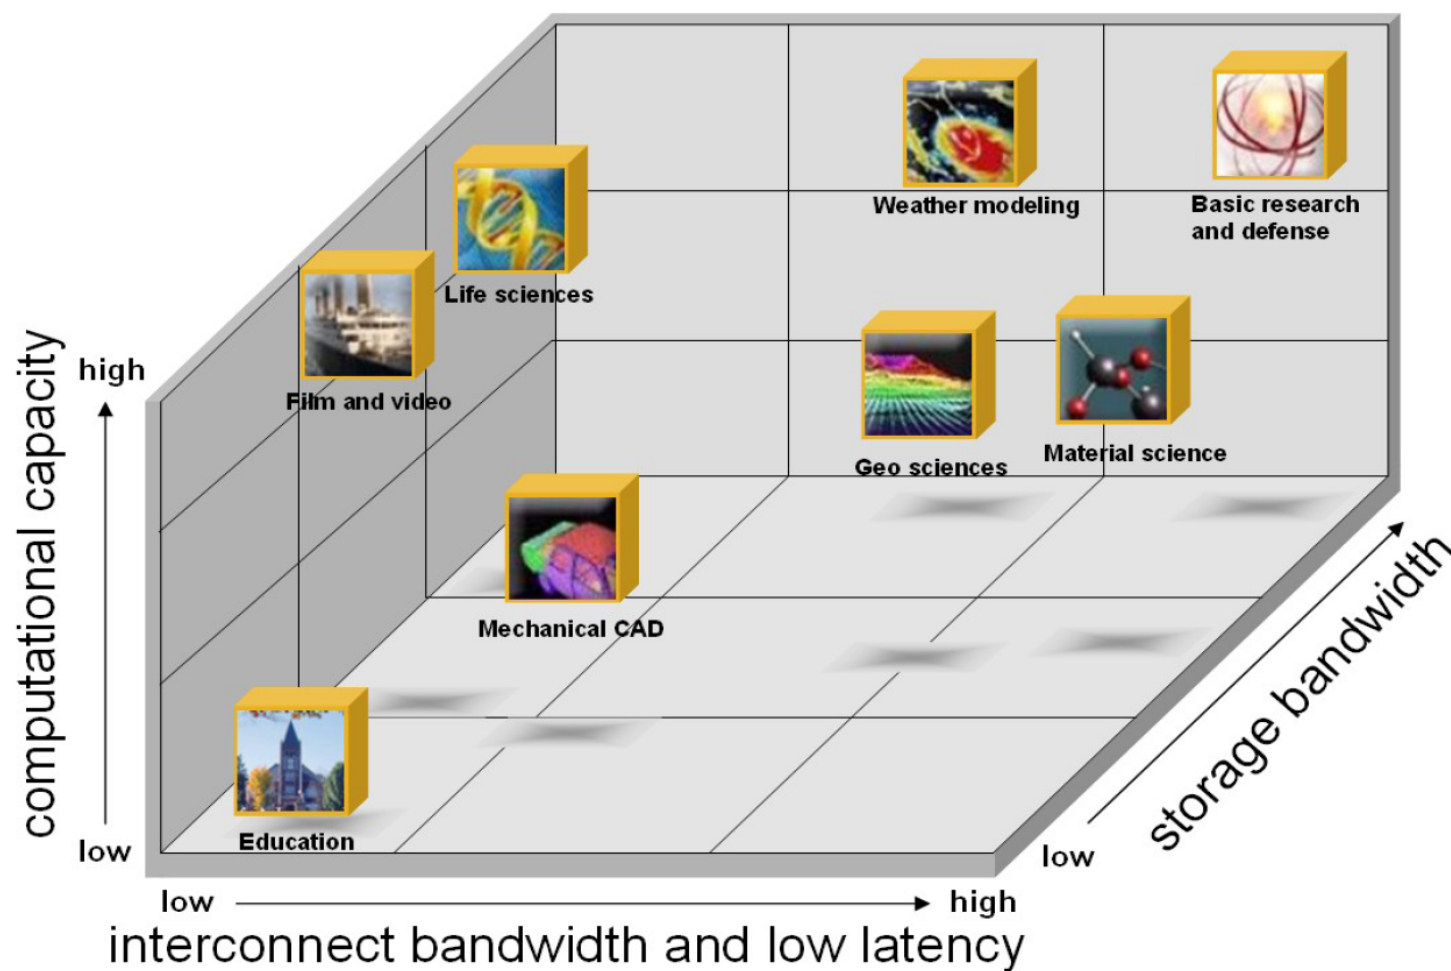 Weather modeling
Basic research
and defense
Life sciences
Film and video
Geo sciences
Material science
Mechanical CAD
Education
computational capacity
high
low
low
high
interconnect bandwidth and low latency
low
storage bandwidth